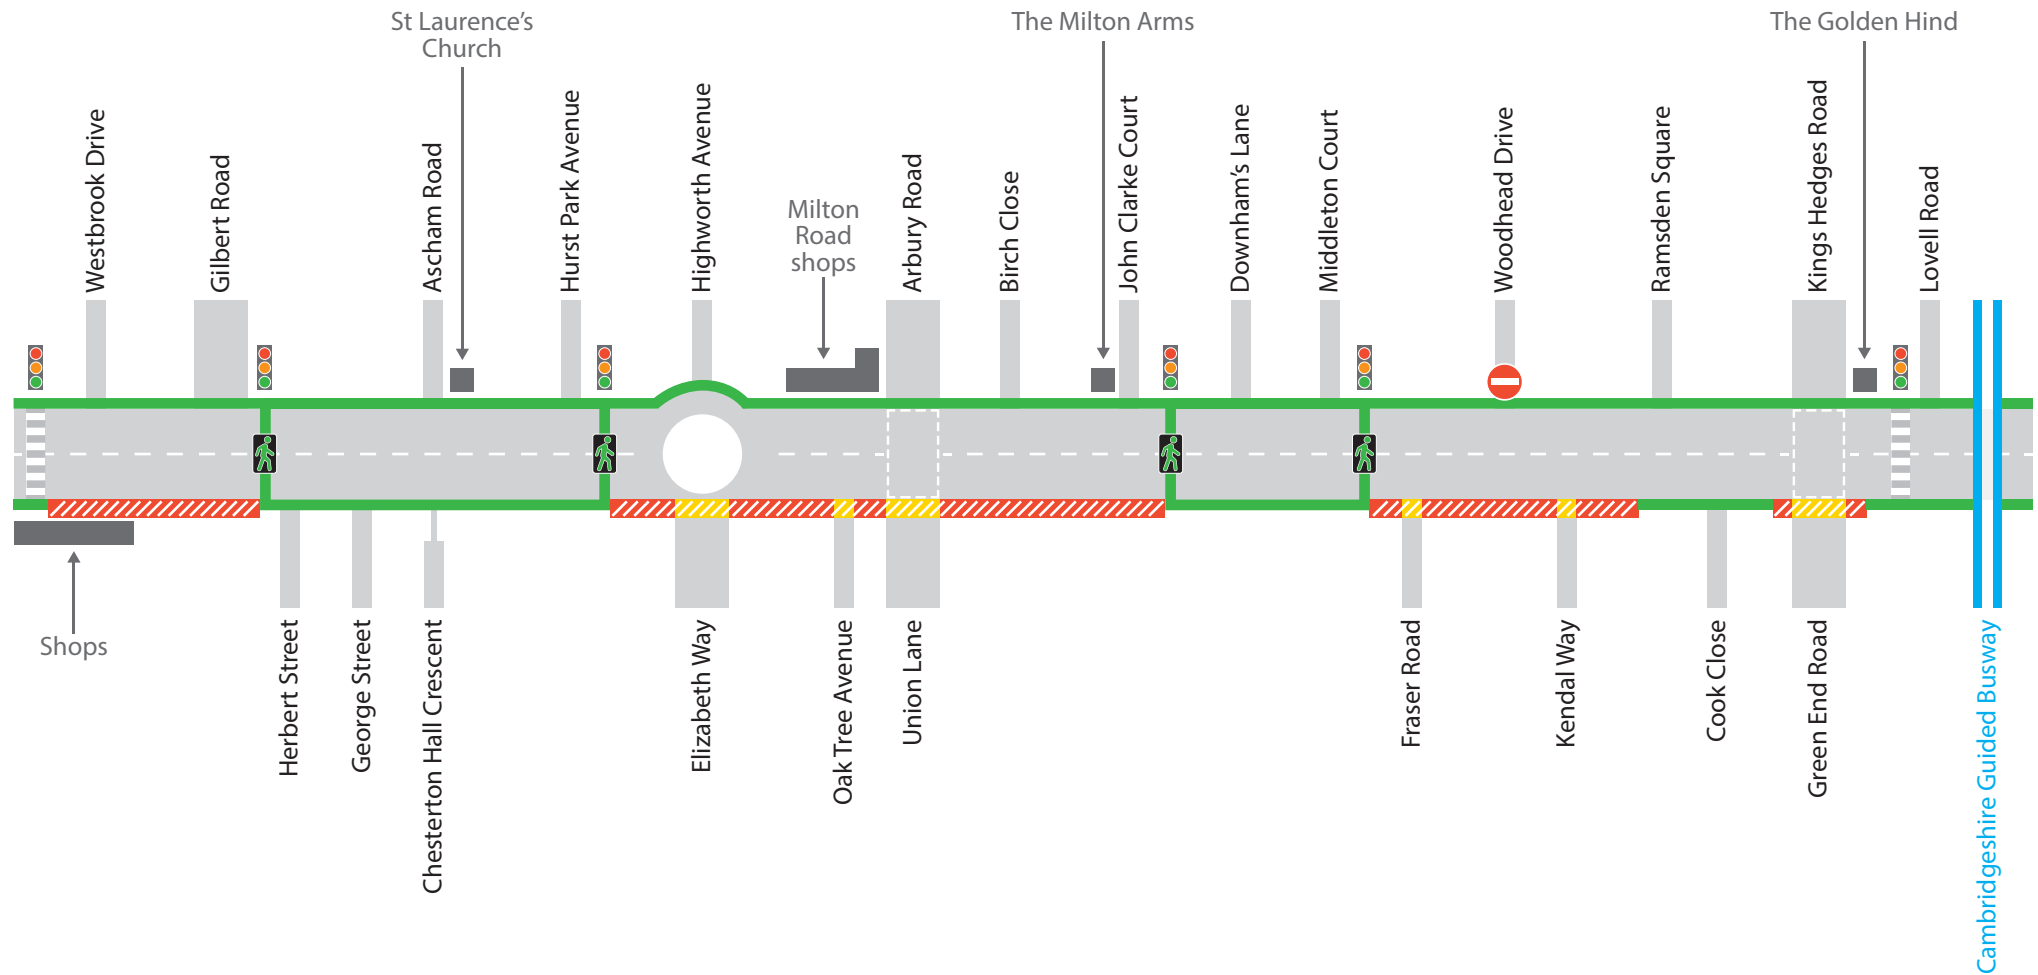 St Laurence's
Church
The Milton Arms
The Golden Hind
Westbrook Drive
Gilbert Road
Ascham Road
Hurst Park Avenue
Highworth Avenue
Milton
Road
shops
Arbury Road
Birch Close
John Clarke Court
Downham's Lane
Middleton Court
Woodhead Drive
Ramsden Square
Kings Hedges Road
Lovell Road
Shops
Herbert Street
George Street
Chesterton Hall Crescent
Elizabeth Way
Oak Tree Avenue
Union Lane
Fraser Road
Kendal Way
Cook Close
Green End Road
Cambridgeshire Guided Busway